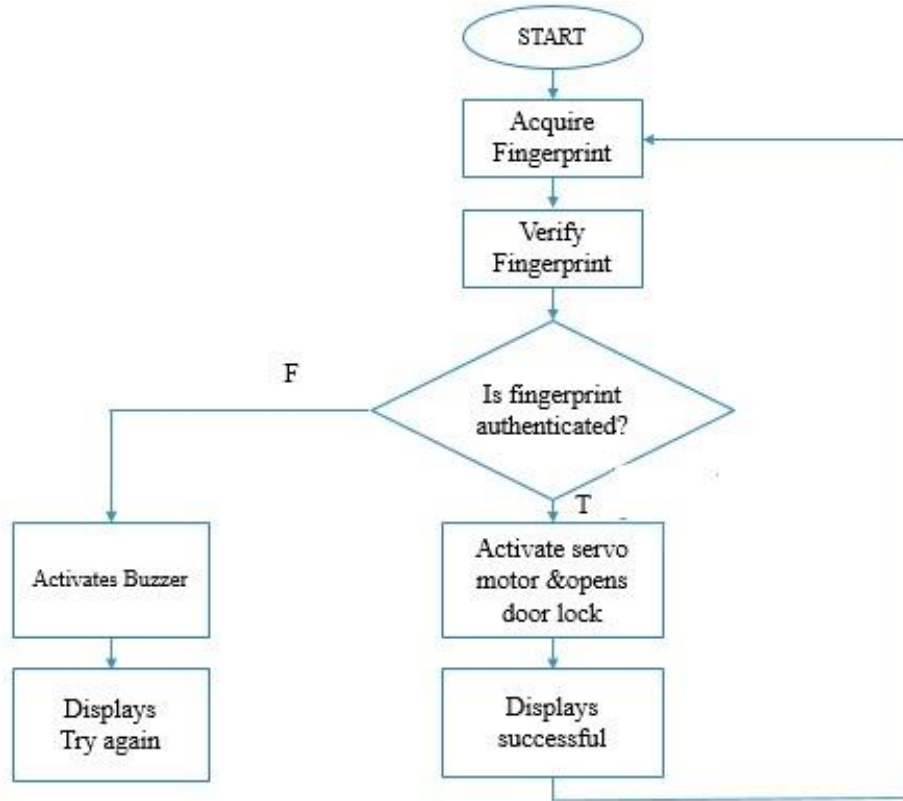 START
Acquire
Fingerprint
Verify
Fingerprint
Is fingerprint
authenticated?
F
T
Activates Buzzer
Activate servo
motor &opens
door lock
Displays
Try again
Displays
successful